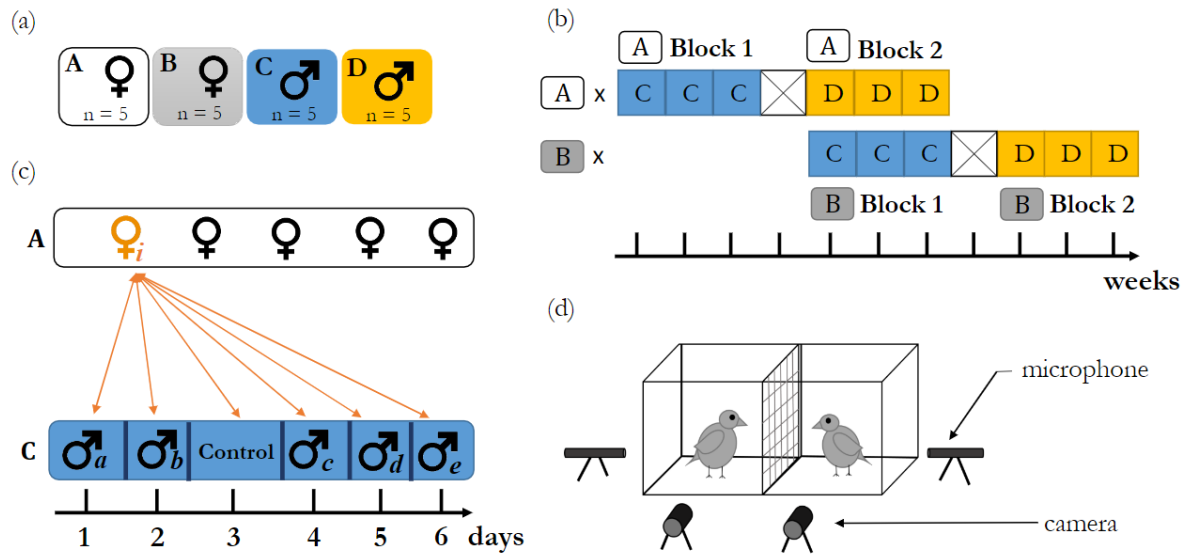 (a)
A ♀ B ♀ C ♂ D ♂
n = 5 n = 5 n = 5 n = 5
(b)
A Block 1 A Block 2
A x C C C D D D
B x C C C D D D
B Block 1 B Block 2
weeks
(c)
A ♀i ♀ ♀ ♀ ♀
C ♂a ♂b Control ♂c ♂d ♂e
1 2 3 4 5 6 days
(d)
microphone
camera